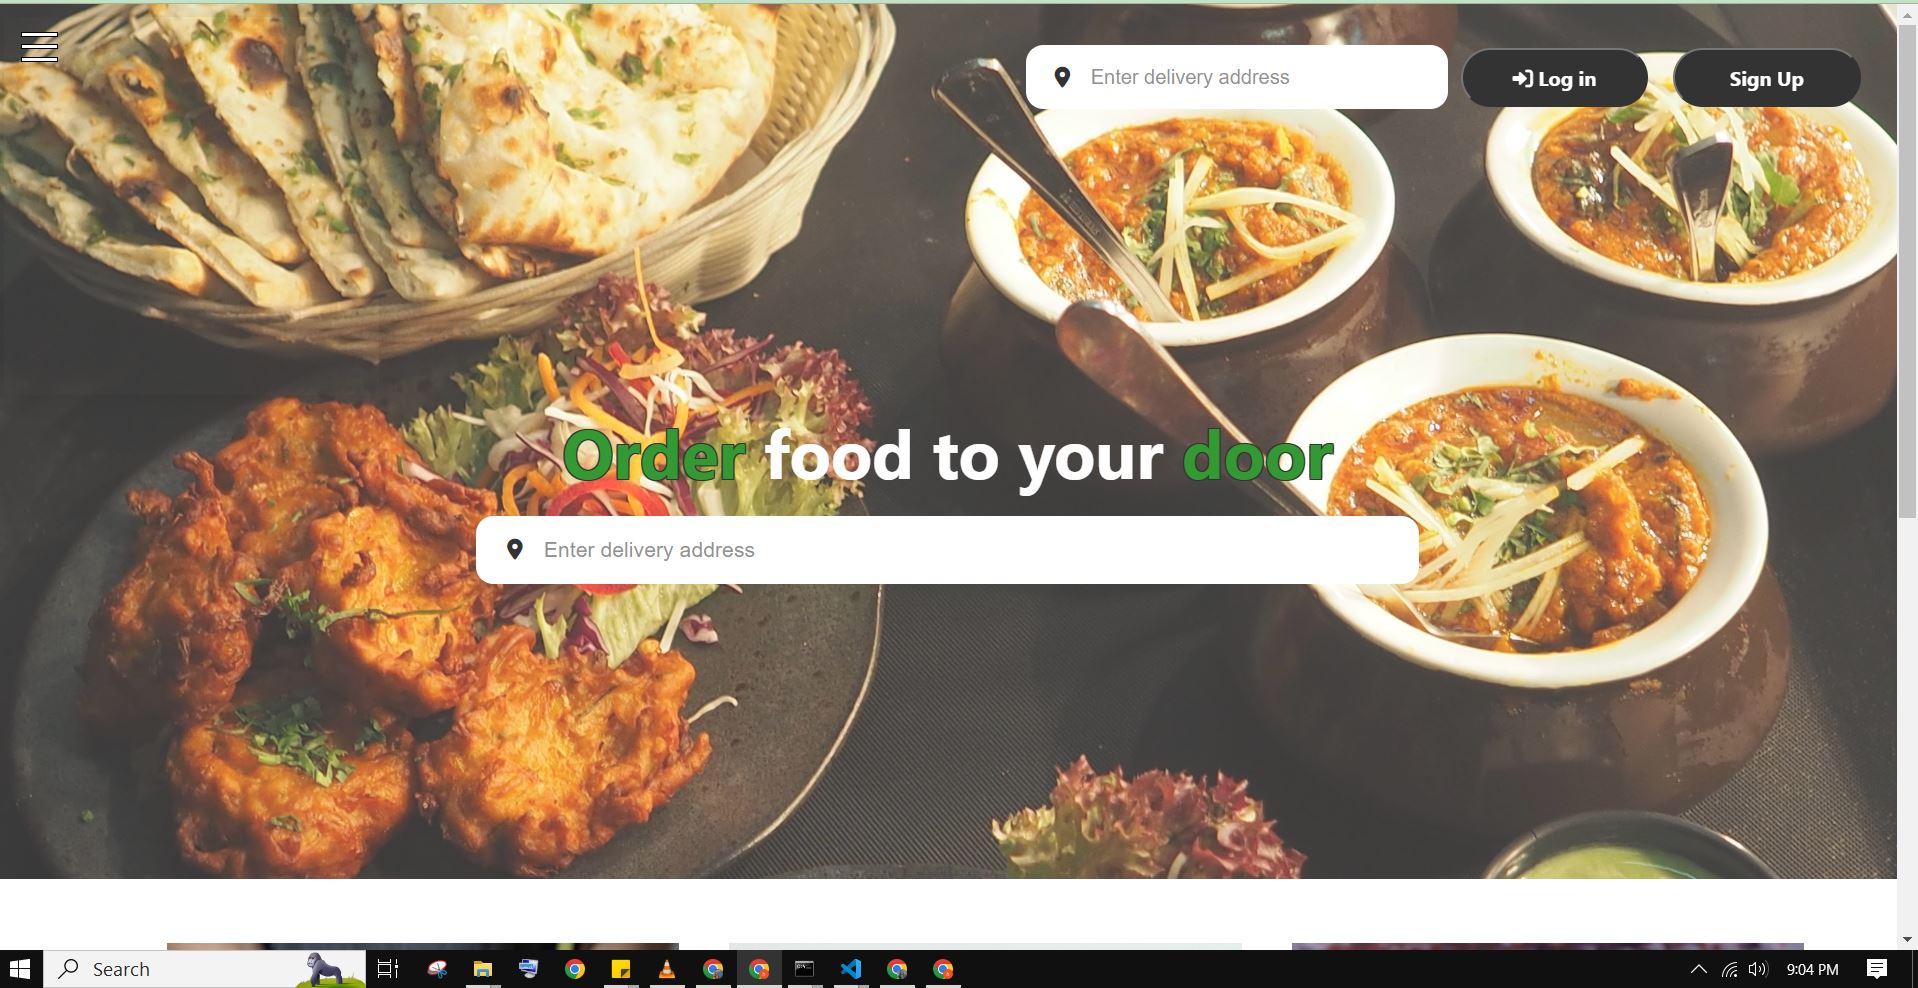 Enter delivery address
Log in
Sign Up
Order food to your door
Enter delivery address
Search
9:04 PM